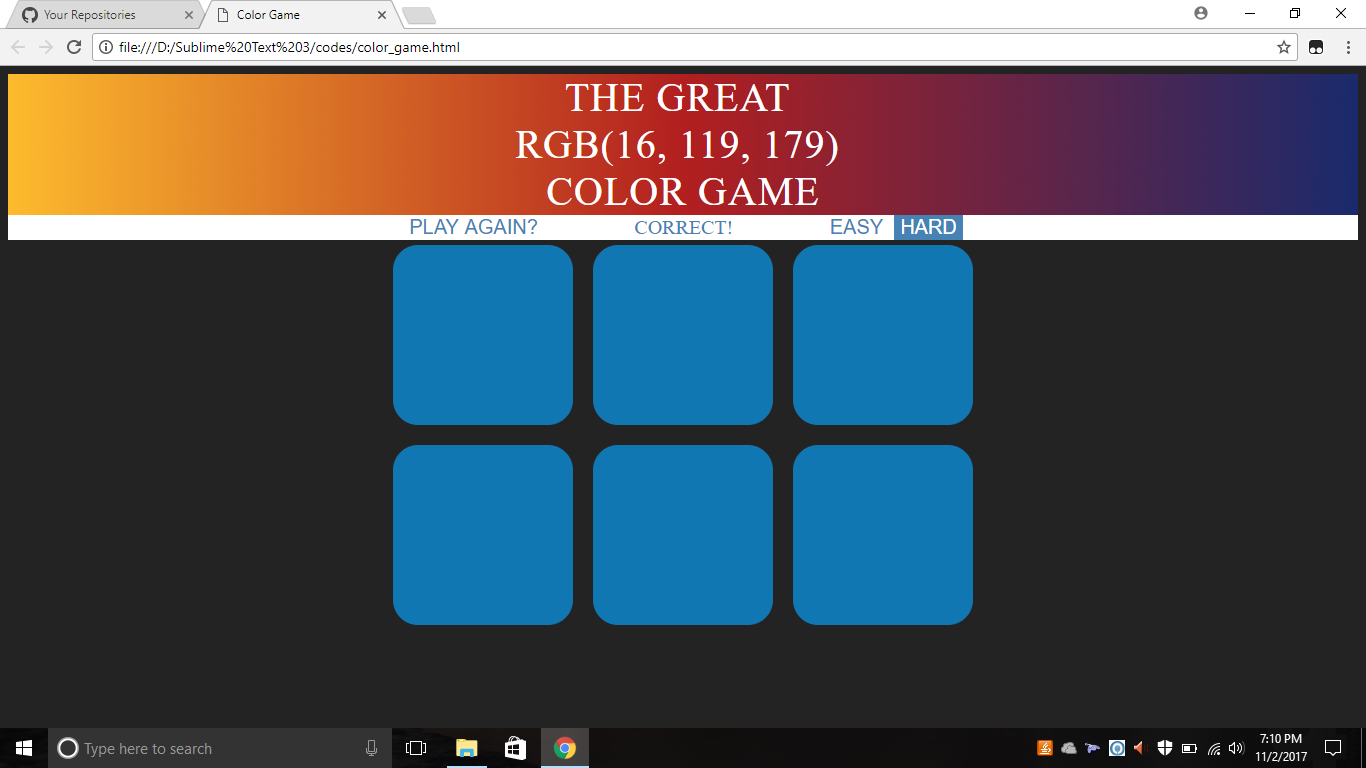 Your Repositories
Color Game
file:///D:/Sublime%20Text%203/codes/color_game.html
THE GREAT
RGB(16, 119, 179)
COLOR GAME
PLAY AGAIN? CORRECT! EASY HARD
Type here to search
7:10 PM
11/2/2017